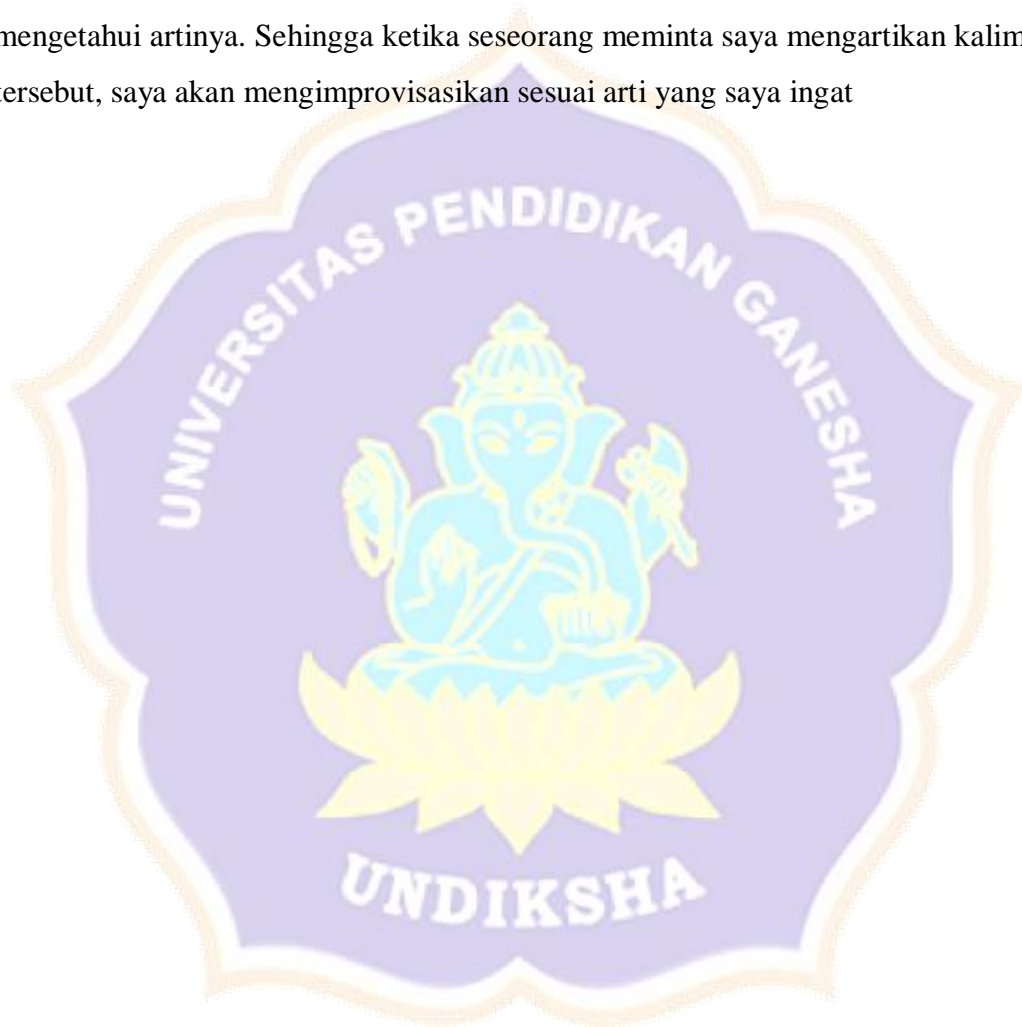 mengetahui artinya. Sehingga ketika seseorang meminta saya mengartikan kalim
tersebut, saya akan mengimprovisasikan sesuai arti yang saya ingat
UNIVERSITAS PENDIDIKAN GANESHA
UNDIKSHA